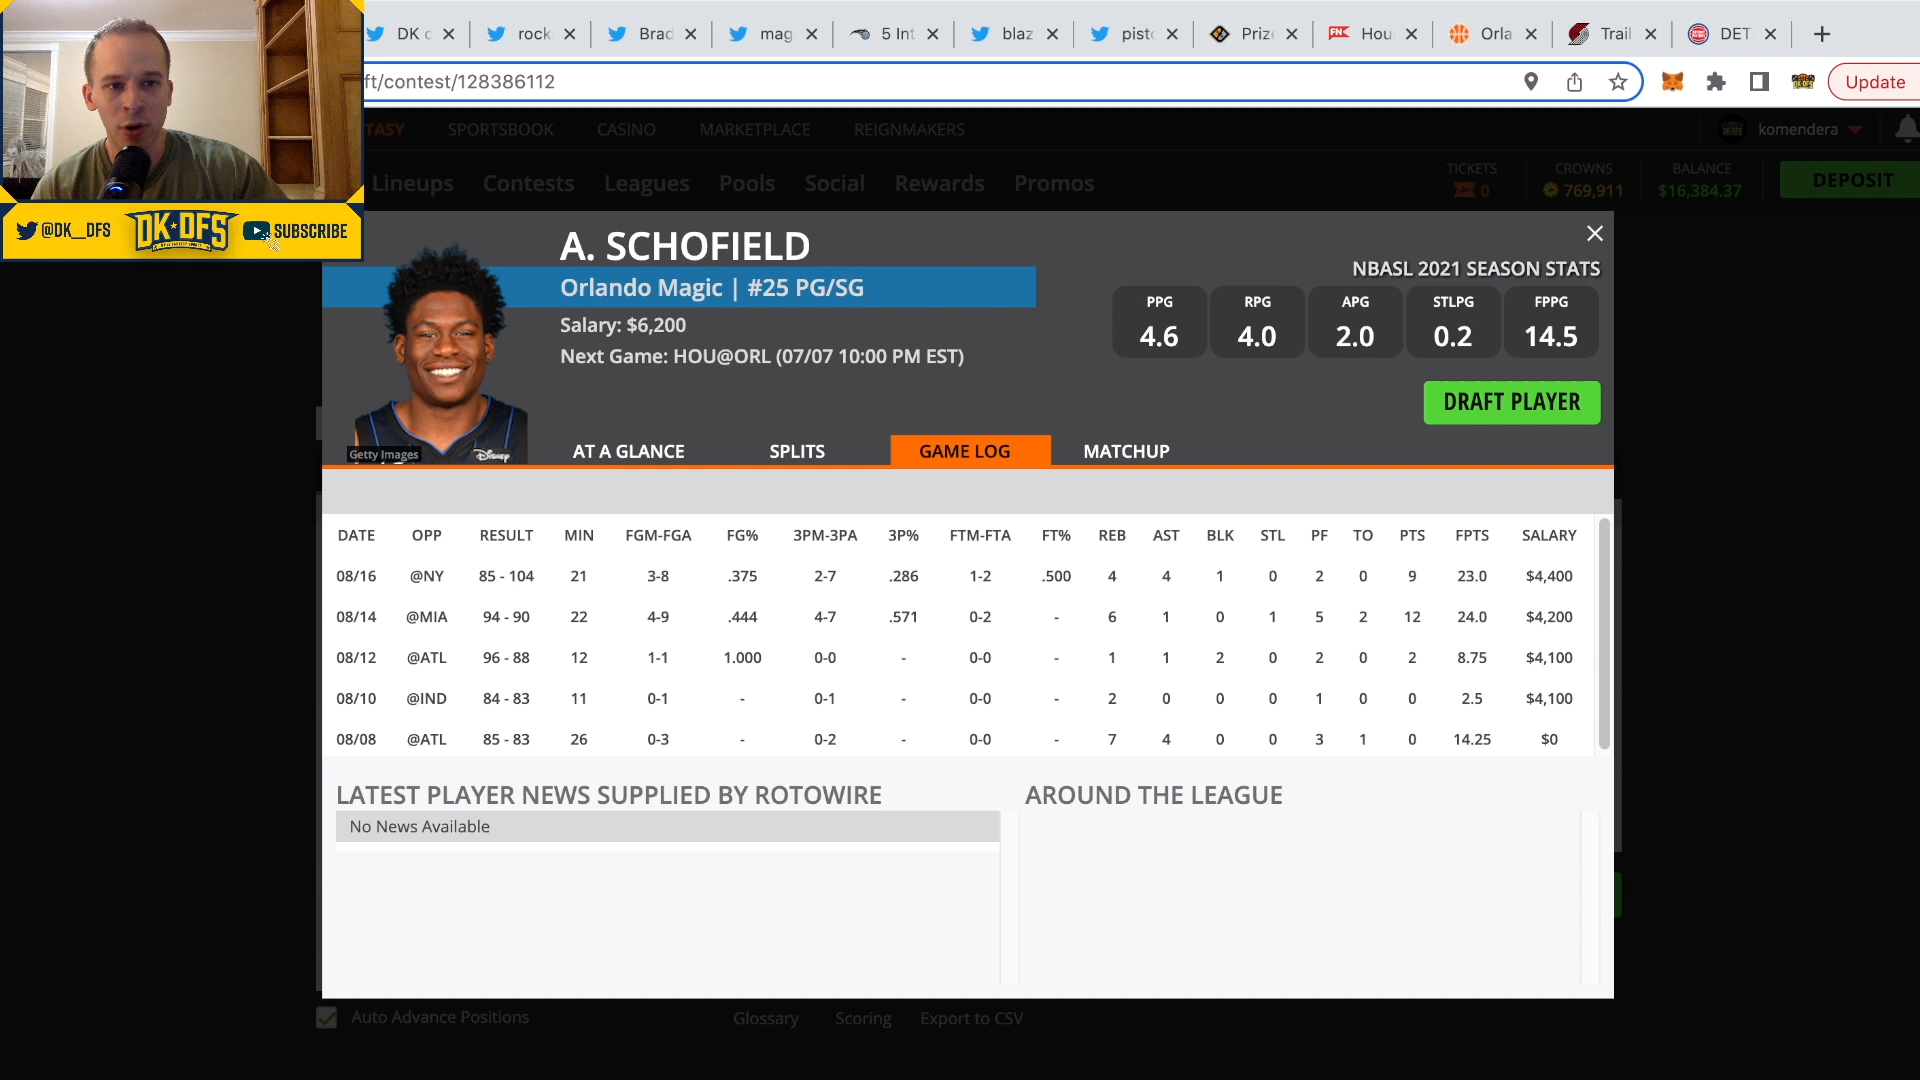 DK
rock
Brad
mag
5 Int
blaz
pist
Prize
Hou
Orla
Trail
DET
ft/contest/128386112
Update
TASY
SPORTSBOOK
CASINO
MARKETPLACE
REIGNMAKERS
komendera
Lineups
Contests
Leagues
Pools
Social
Rewards
Promos
TICKETS
0
CROWNS
769,911
BALANCE
$16,384.37
DEPOSIT
@DK__DFS
DK DFS
SUBSCRIBE
A. SCHOFIELD
Orlando Magic | #25 PG/SG
Salary: $6,200
Next Game: HOU@ORL (07/07 10:00 PM EST)
NBASL 2021 SEASON STATS
PPG RPG APG STLPG FPPG
4.6 4.0 2.0 0.2 14.5
DRAFT PLAYER
Getty Images
Disney
AT A GLANCE SPLITS GAME LOG MATCHUP
DATE OPP RESULT MIN FGM-FGA FG% 3PM-3PA 3P% FTM-FTA FT% REB AST BLK STL PF TO PTS FPTS SALARY
08/16 @NY 85 - 104 21 3-8 .375 2-7 .286 1-2 .500 4 4 1 0 2 0 9 23.0 $4,400
08/14 @MIA 94 - 90 22 4-9 .444 4-7 .571 0-2 - 6 1 0 1 5 2 12 24.0 $4,200
08/12 @ATL 96 - 88 12 1-1 1.000 0-0 - 0-0 - 1 1 2 0 2 0 2 8.75 $4,100
08/10 @IND 84 - 83 11 0-1 - 0-1 - 0-0 - 2 0 0 0 1 0 0 2.5 $4,100
08/08 @ATL 85 - 83 26 0-3 - 0-2 - 0-0 - 7 4 0 0 3 1 0 14.25 $0
LATEST PLAYER NEWS SUPPLIED BY ROTOWIRE
No News Available
AROUND THE LEAGUE
Auto Advance Positions
Glossary
Scoring
Export to CSV